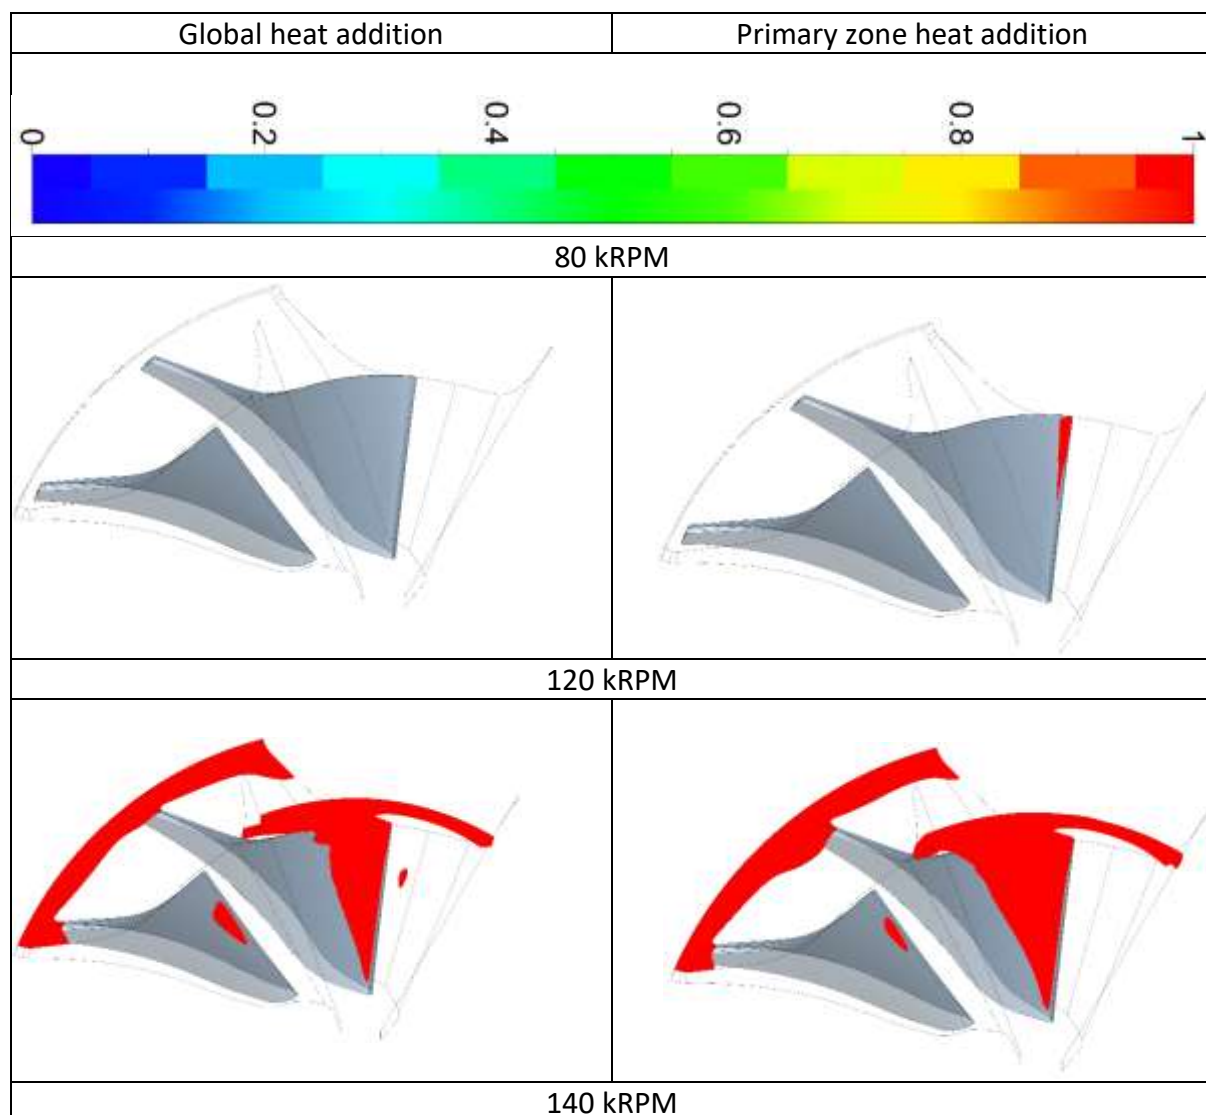 Global heat addition
Primary zone heat addition
0 0.2 0.4 0.6 0.8 1
80 kRPM
120 kRPM
140 kRPM